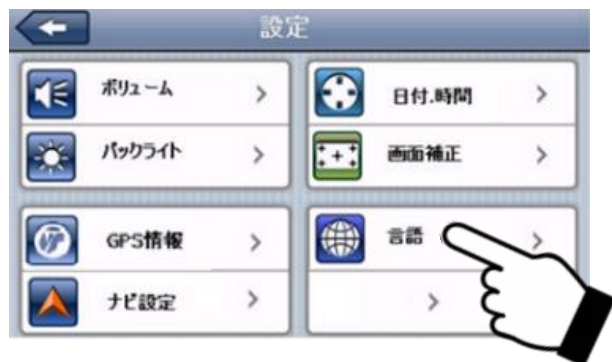 設定
ボリューム
日付.時間
バックライト
画面補正
GPS情報
言語
ナビ設定